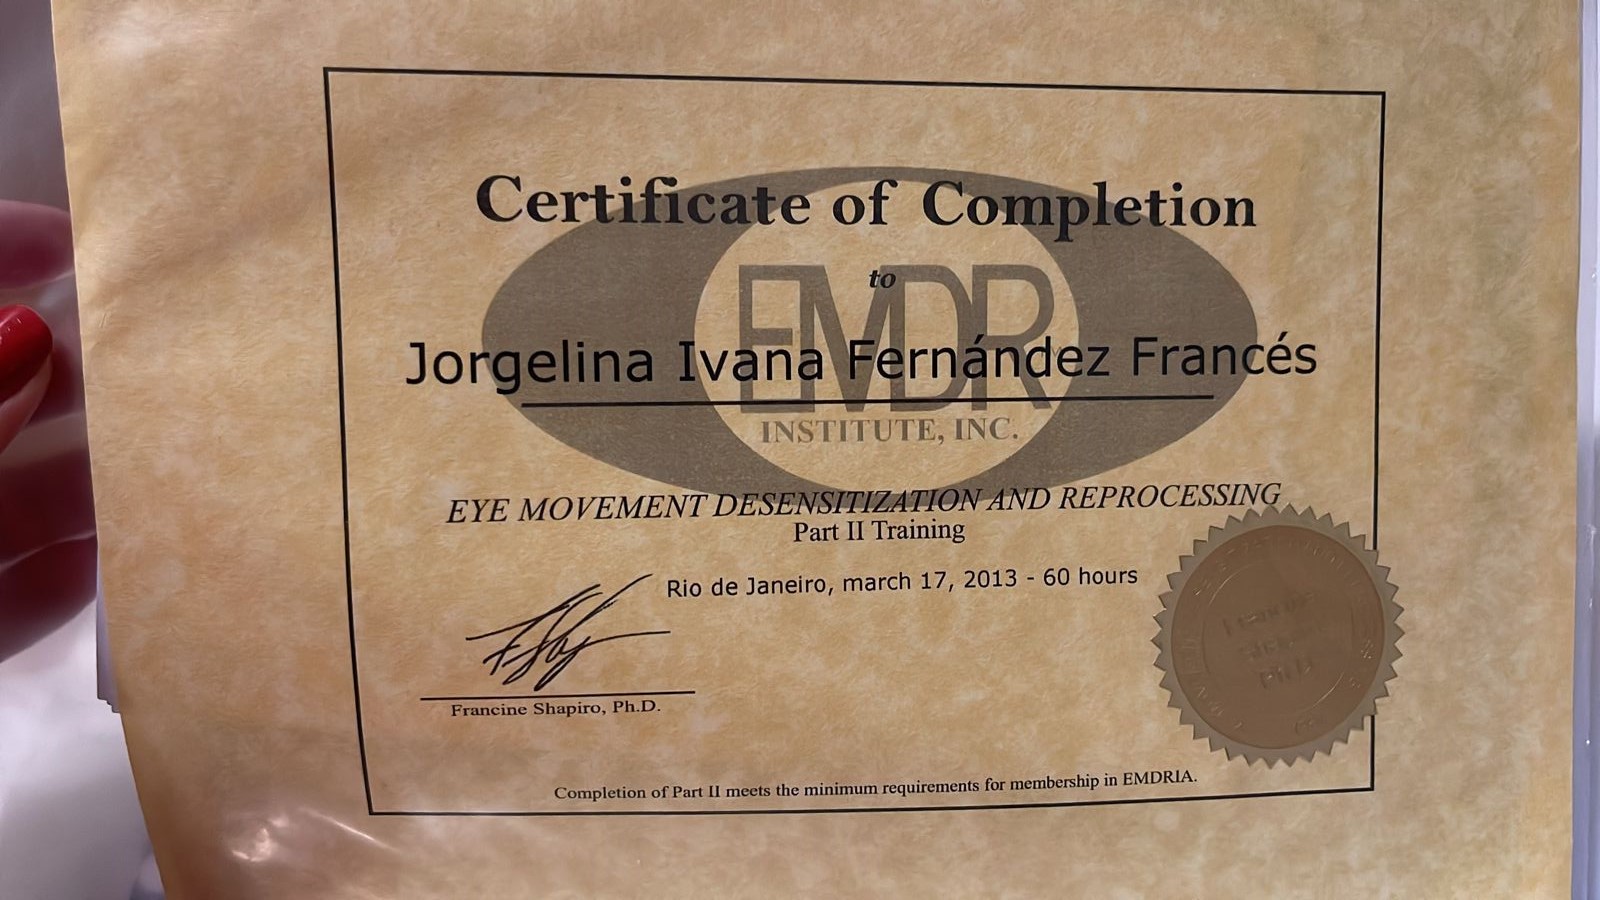 Certificate of Completion
to
EMDR
Jorgelina Ivana Fernández Francés
INSTITUTE, INC.
EYE MOVEMENT DESENSITIZATION AND REPROCESSING
Part II Training
Rio de Janeiro, march 17, 2013 - 60 hours
Francine Shapiro, Ph.D.
Completion of Part II meets the minimum requirements for membership in EMDRIA.